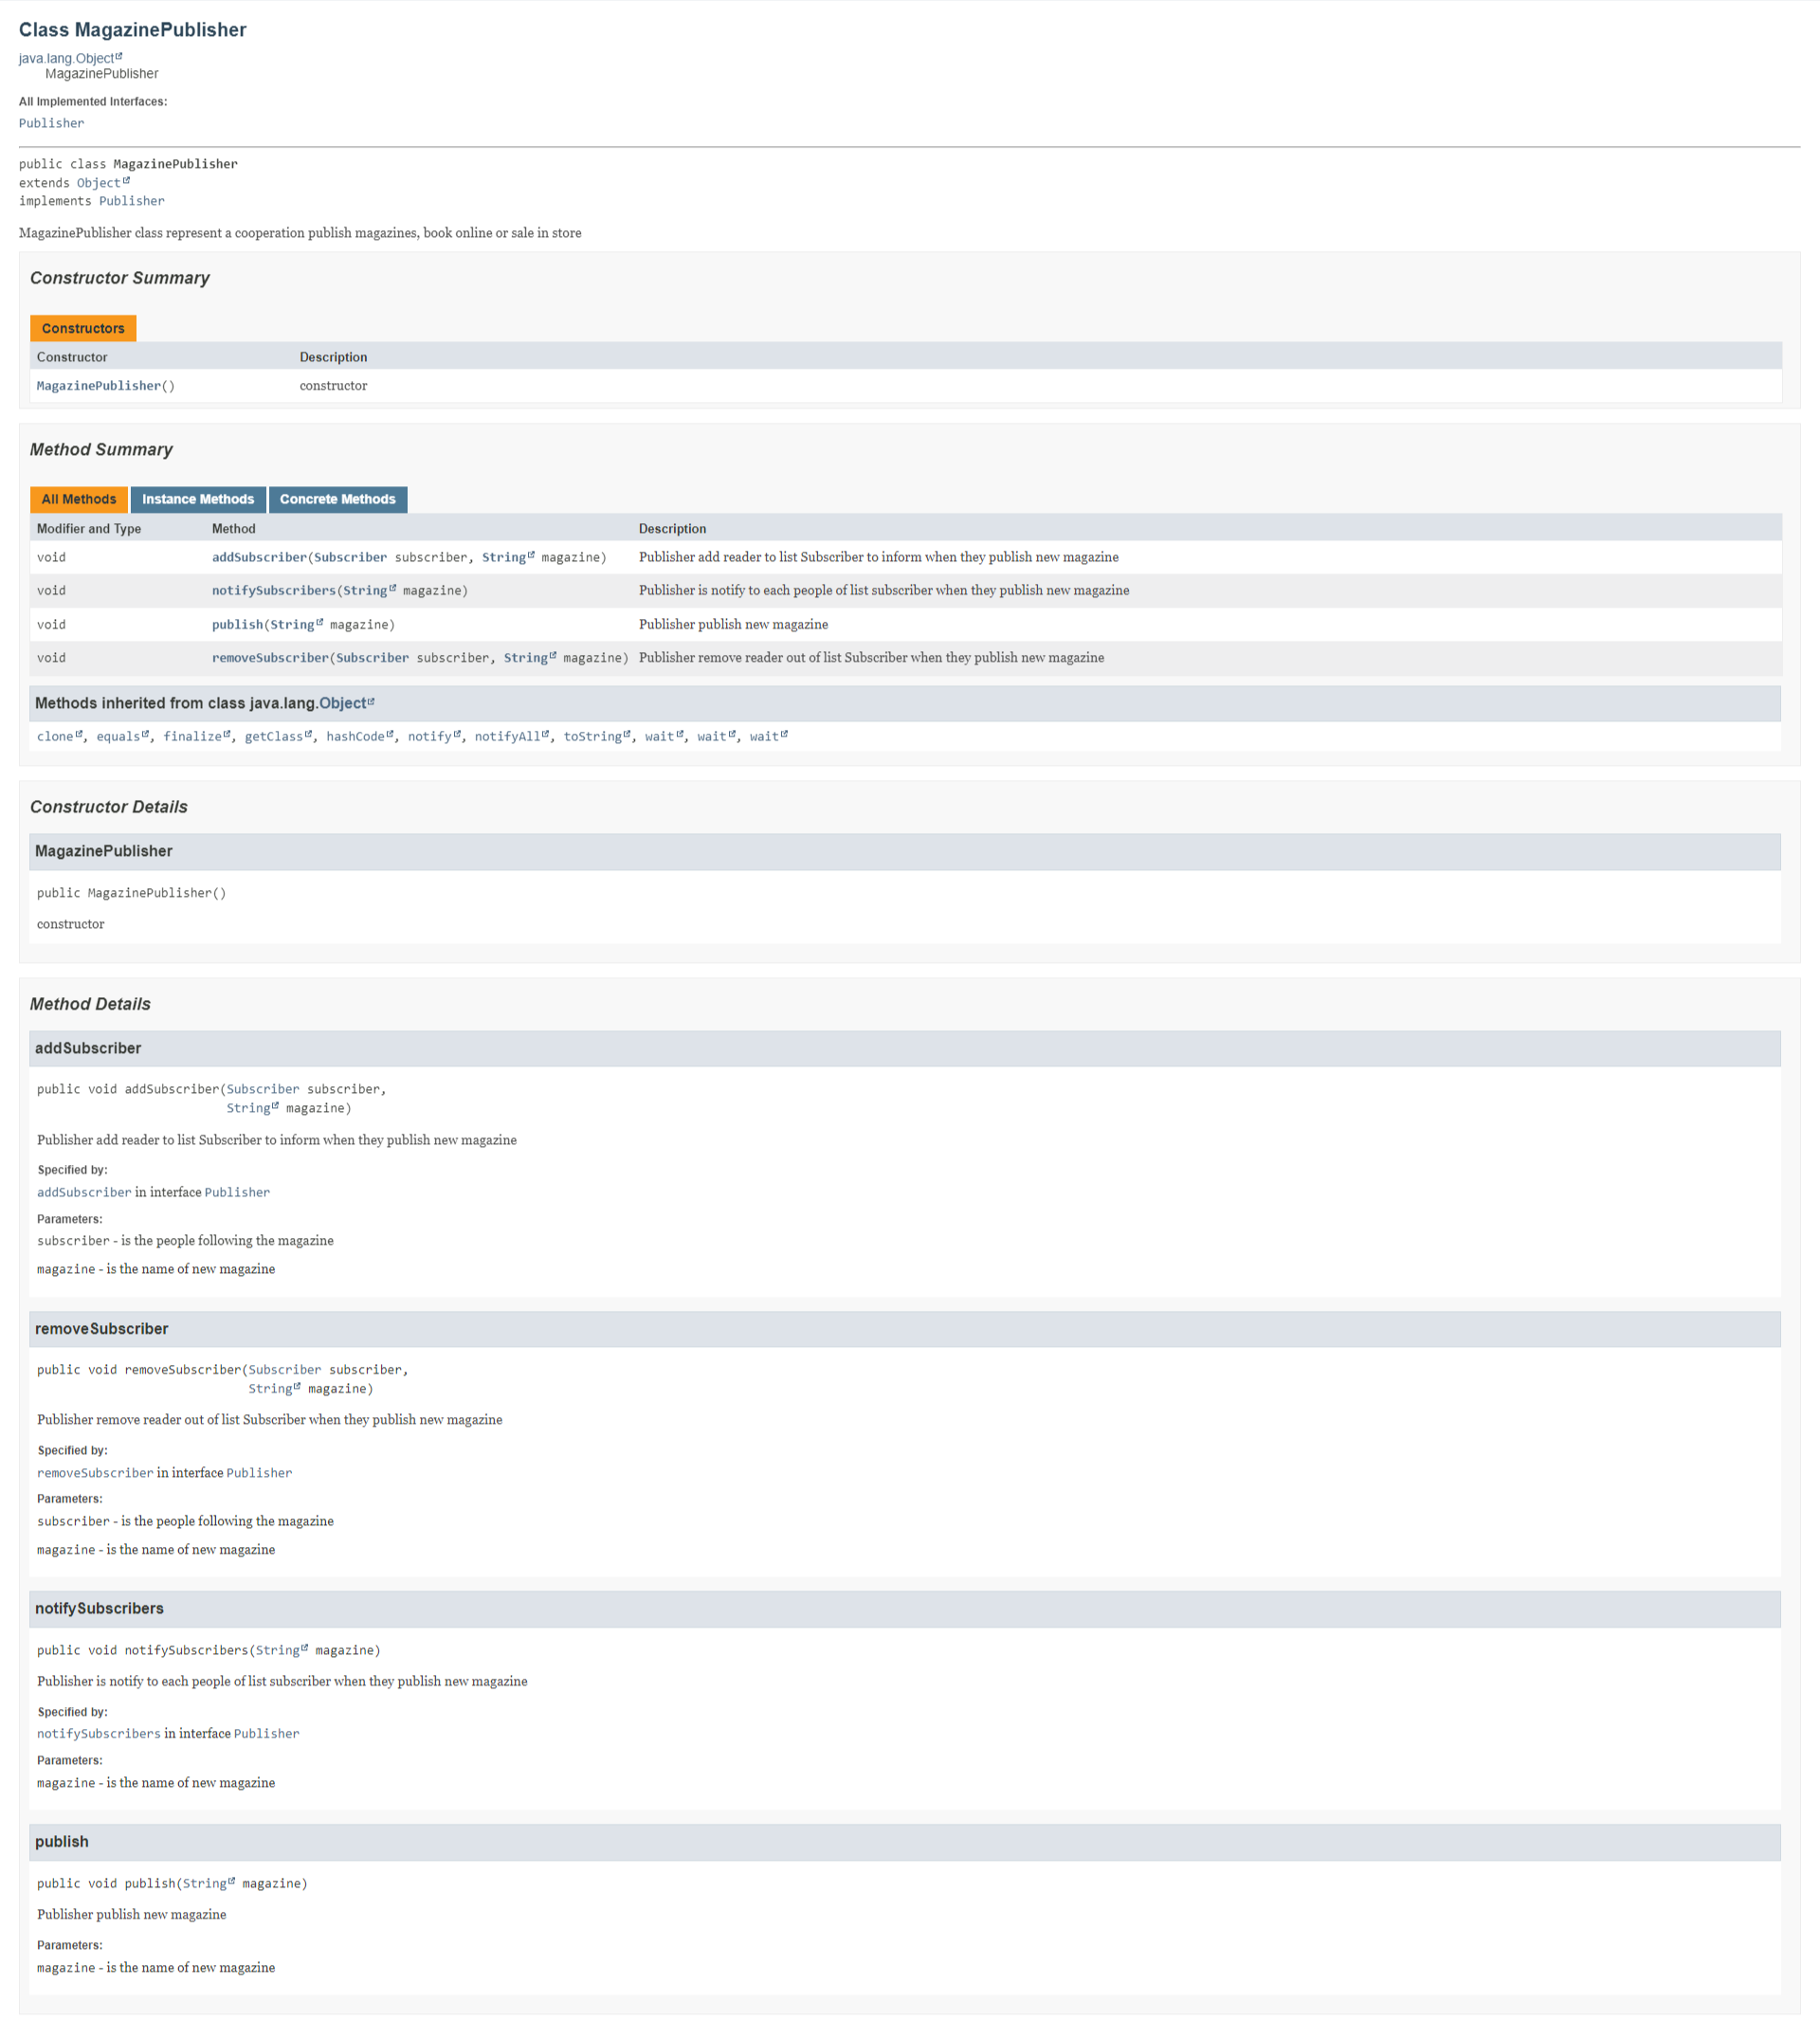 Class MagazinePublisher
java.lang.Object
MagazinePublisher
All Implemented Interfaces:
Publisher
public class MagazinePublisher
extends Object
implements Publisher
MagazinePublisher class represent a cooperation publish magazines, book online or sale in store
Constructor Summary
Constructors
Constructor Description
MagazinePublisher() constructor
Method Summary
All Methods Instance Methods Concrete Methods
Modifier and Type Method Description
void addSubscriber(Subscriber subscriber, String magazine) Publisher add reader to list Subscriber to inform when they publish new magazine
void notifySubscribers(String magazine) Publisher is notify to each people of list subscriber when they publish new magazine
void publish(String magazine) Publisher publish new magazine
void removeSubscriber(Subscriber subscriber, String magazine) Publisher remove reader out of list Subscriber when they publish new magazine
Methods inherited from class java.lang.Object
clone, equals, finalize, getClass, hashCode, notify, notifyAll, toString, wait, wait, wait
Constructor Details
MagazinePublisher
public MagazinePublisher()
constructor
Method Details
addSubscriber
public void addSubscriber(Subscriber subscriber,
String magazine)
Publisher add reader to list Subscriber to inform when they publish new magazine
Specified by:
addSubscriber in interface Publisher
Parameters:
subscriber - is the people following the magazine
magazine - is the name of new magazine
removeSubscriber
public void removeSubscriber(Subscriber subscriber,
String magazine)
Publisher remove reader out of list Subscriber when they publish new magazine
Specified by:
removeSubscriber in interface Publisher
Parameters:
subscriber - is the people following the magazine
magazine - is the name of new magazine
notifySubscribers
public void notifySubscribers(String magazine)
Publisher is notify to each people of list subscriber when they publish new magazine
Specified by:
notifySubscribers in interface Publisher
Parameters:
magazine - is the name of new magazine
publish
public void publish(String magazine)
Publisher publish new magazine
Parameters:
magazine - is the name of new magazine